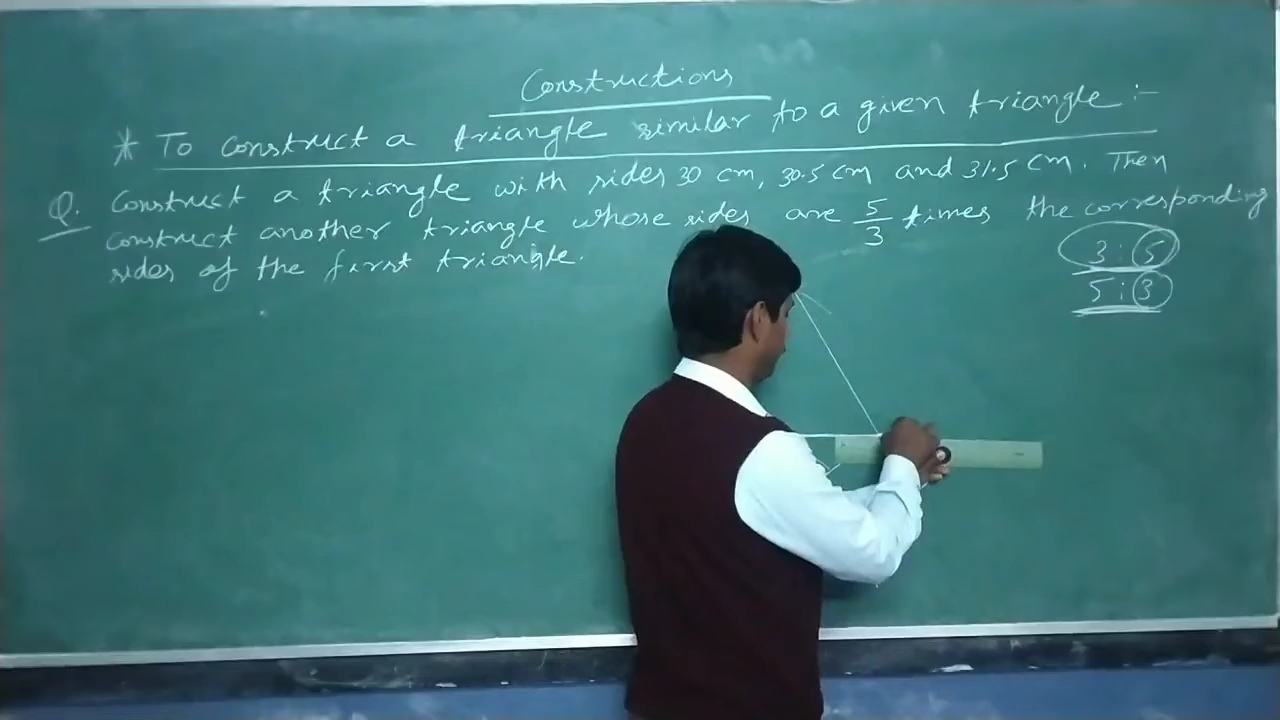 Constructions
* To construct a triangle similar to a given triangle :-
Q. Construct a triangle with sides 30 cm, 30.5 cm and 31.5 cm. Then
construct another triangle whose sides are 5/3 times the corresponding
sides of the first triangle.
3 : 5
5 : 3